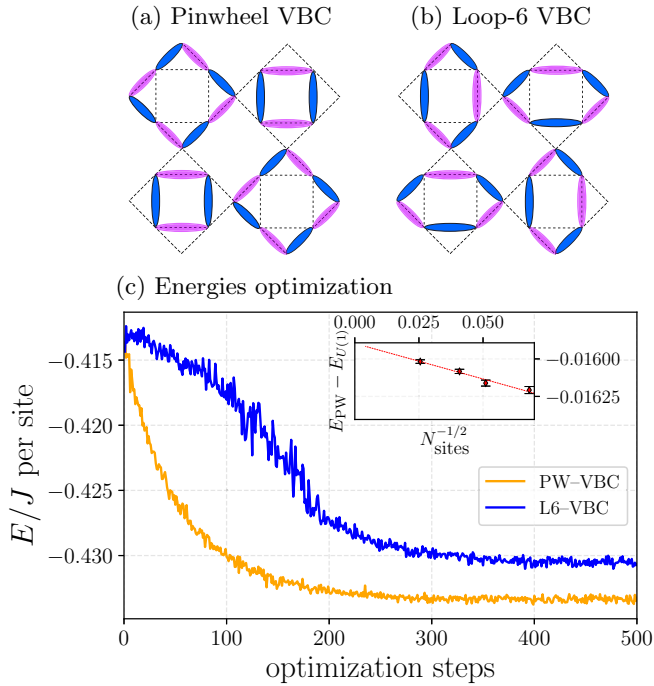 (a) Pinwheel VBC
(b) Loop-6 VBC
(c) Energies optimization
0.000 0.025 0.050
E_PW − E_U(1)
−0.01600
−0.01625
N_sites^−1/2
PW–VBC
L6–VBC
E/J per site
−0.415
−0.420
−0.425
−0.430
0 100 200 300 400 500
optimization steps